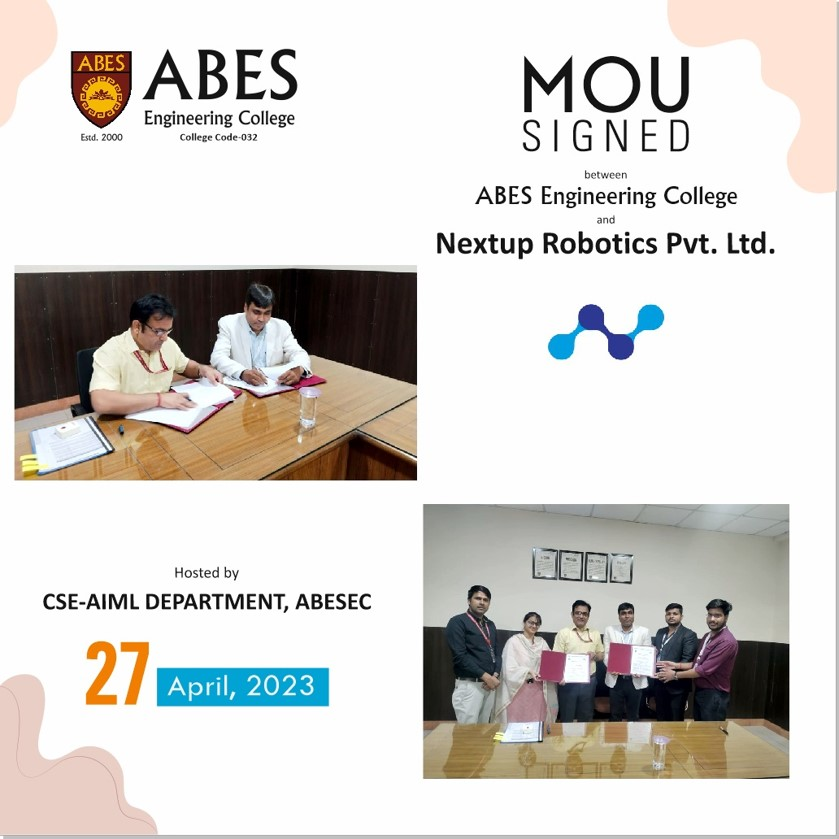 ABES
Estd. 2000
ABES
Engineering College
College Code-032
MOU
SIGNED
between
ABES Engineering College
and
Nextup Robotics Pvt. Ltd.
Hosted by
CSE-AIML DEPARTMENT, ABESEC
27
April, 2023